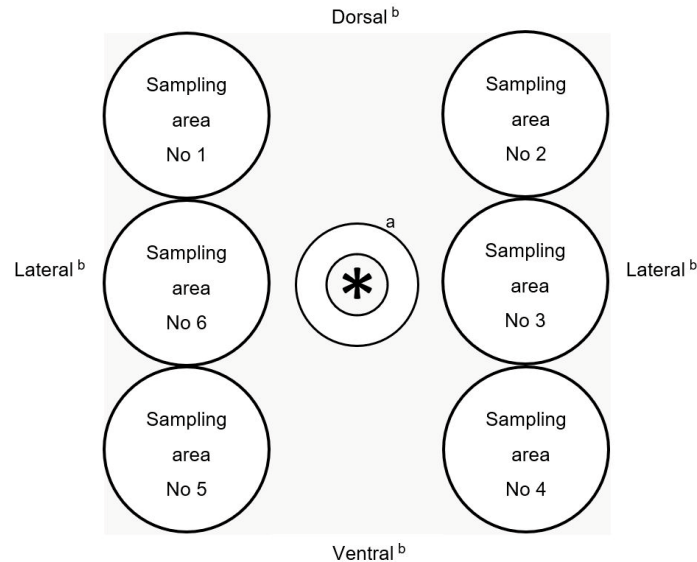 Dorsal b
Sampling
area
No 1
Sampling
area
No 2
a
Lateral b
Sampling
area
No 6
*
Sampling
area
No 3
Lateral b
Sampling
area
No 5
Sampling
area
No 4
Ventral b